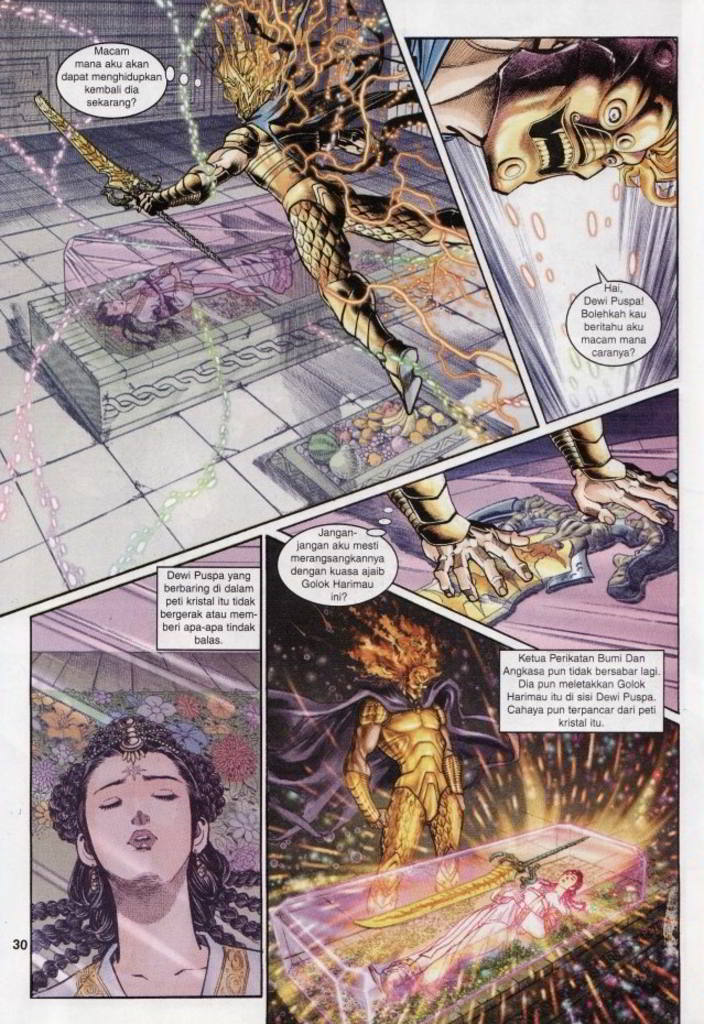 Macam
mana aku akan
dapat menghidupkan
kembali dia
sekarang?
Hai,
Dewi Puspa!
Bolehkah kau
beritahu aku
macam mana
caranya?
Jangan-
jangan aku mesti
merangsangkannya
dengan kuasa ajaib
Golok Harimau
ini?
Dewi Puspa yang
berbaring di dalam
peti kristal itu tidak
bergerak atau mem-
beri apa-apa tindak
balas.
Ketua Perikatan Bumi Dan
Angkasa pun tidak bersabar lagi.
Dia pun meletakkan Golok
Harimau itu di sisi Dewi Puspa.
Cahaya pun terpancar dari peti
kristal itu.
30